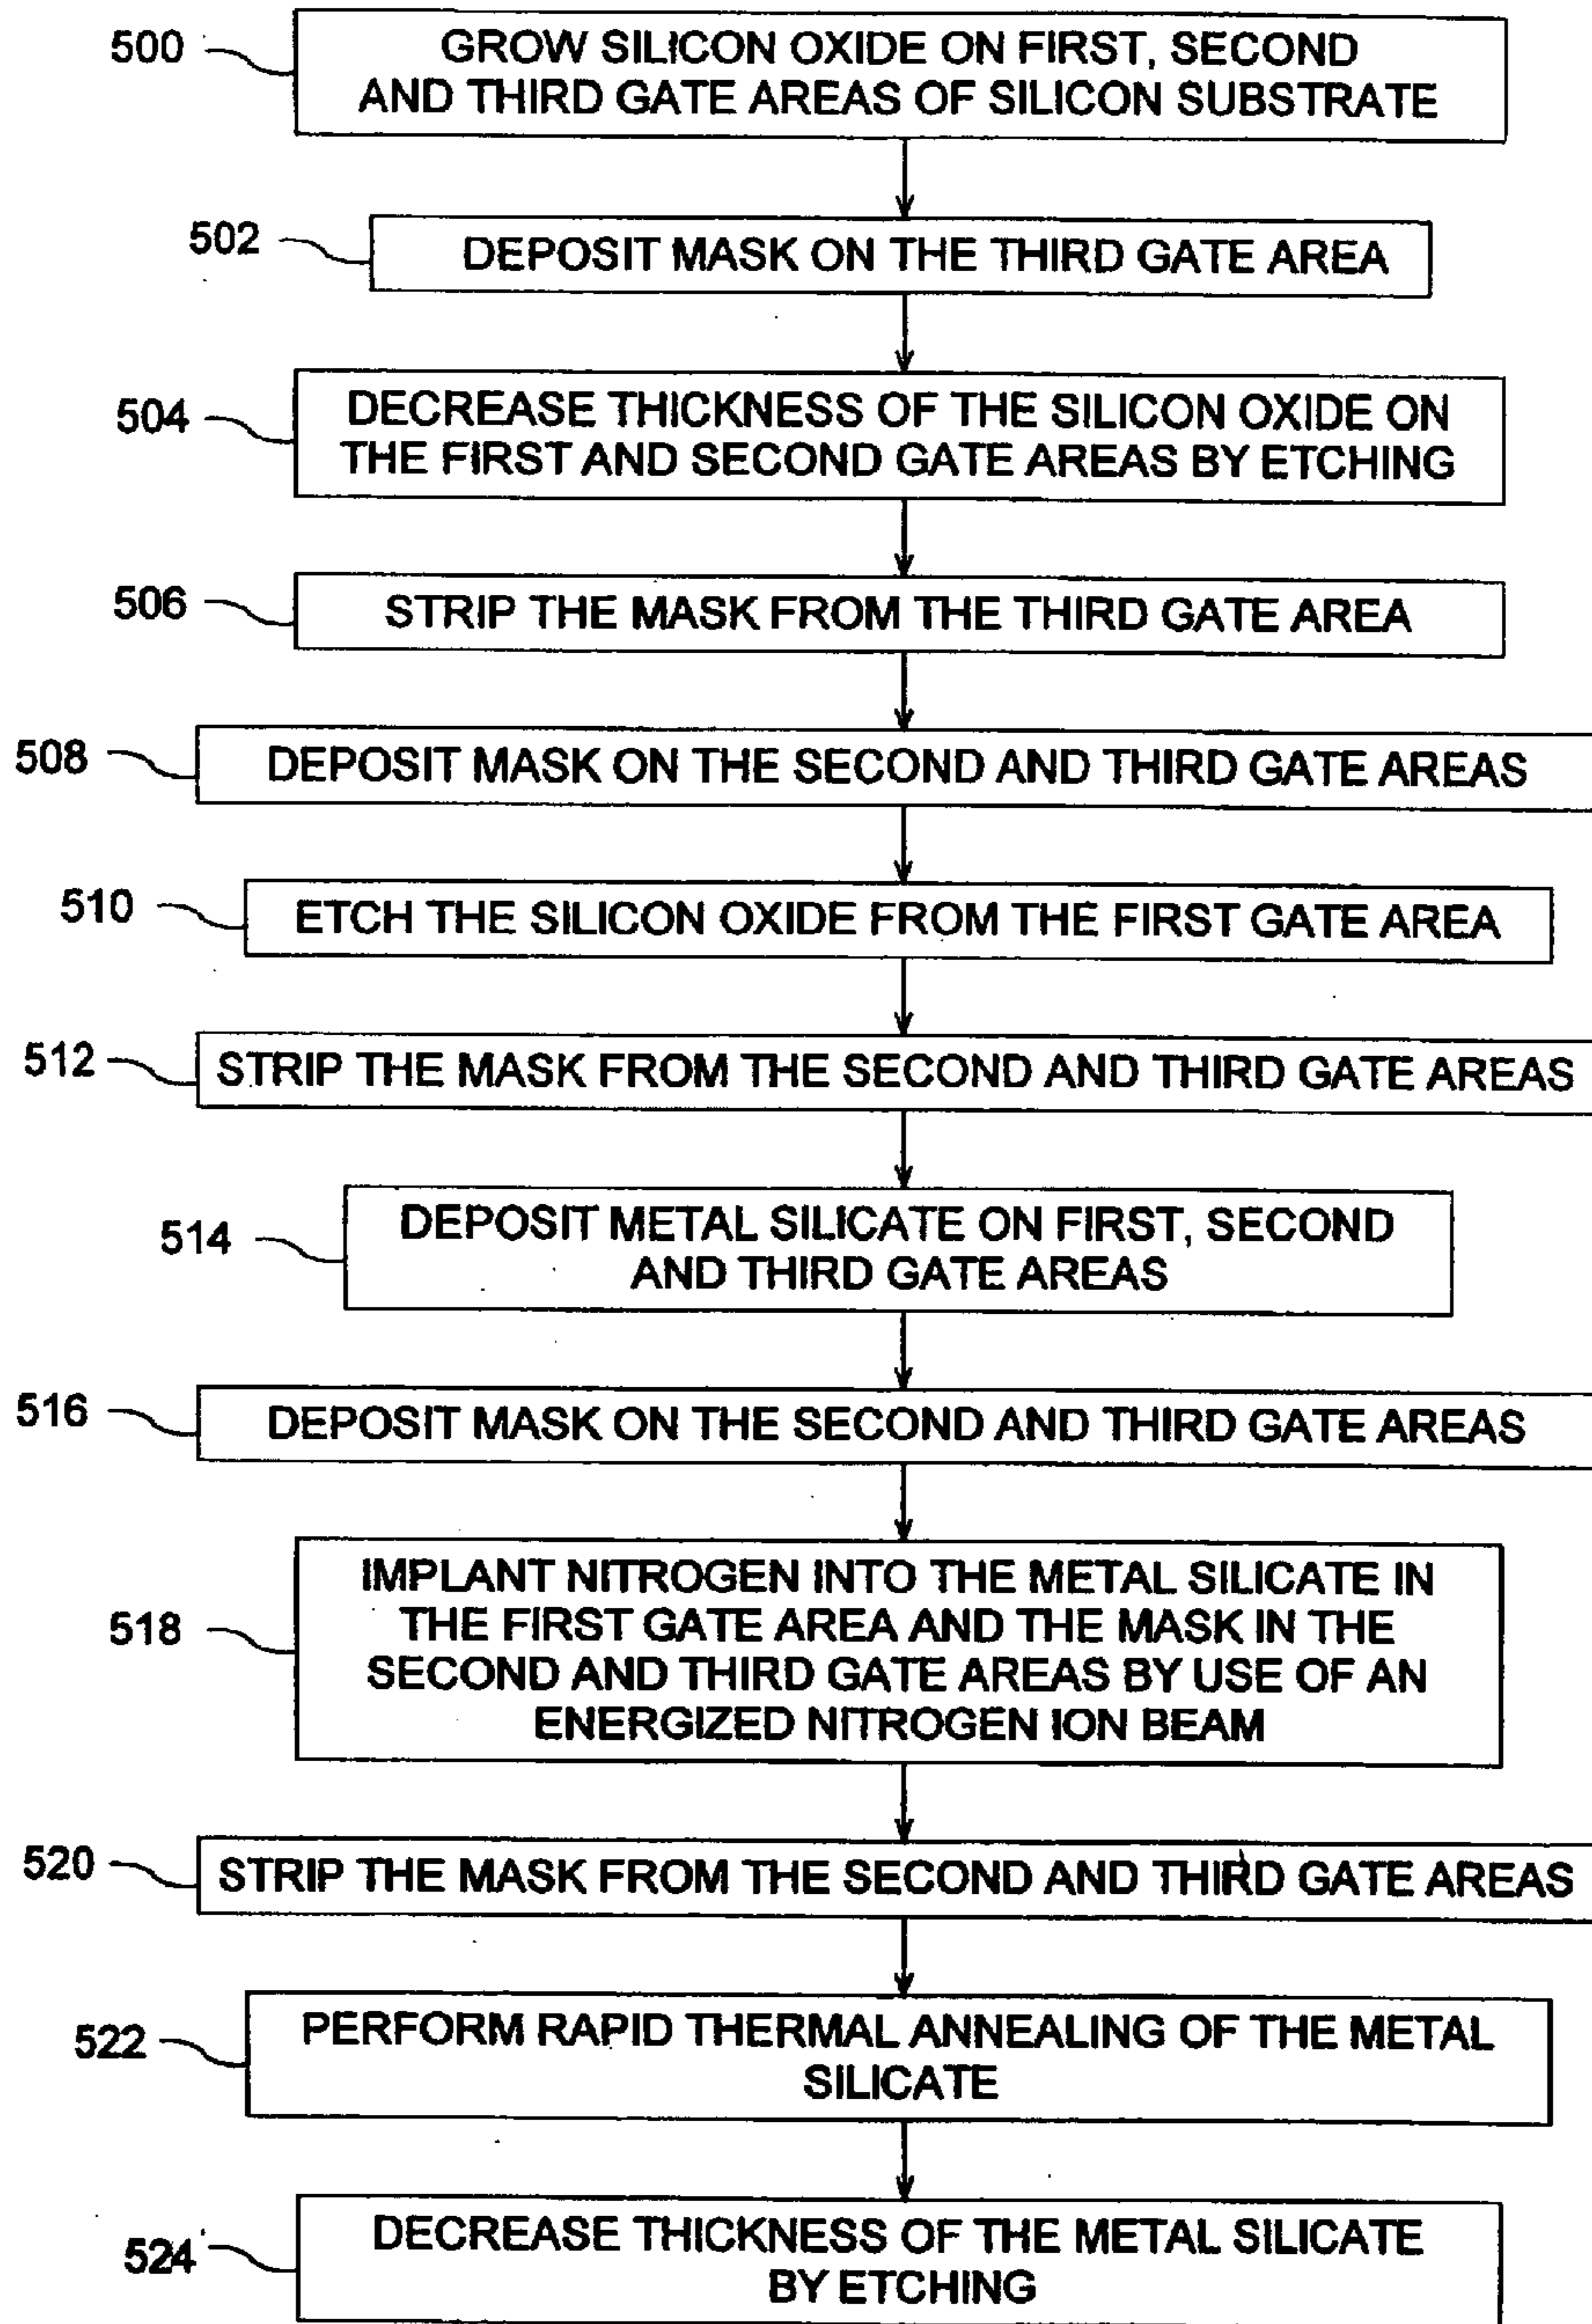 500
GROW SILICON OXIDE ON FIRST, SECOND
AND THIRD GATE AREAS OF SILICON SUBSTRATE
502
DEPOSIT MASK ON THE THIRD GATE AREA
504
DECREASE THICKNESS OF THE SILICON OXIDE ON
THE FIRST AND SECOND GATE AREAS BY ETCHING
506
STRIP THE MASK FROM THE THIRD GATE AREA
508
DEPOSIT MASK ON THE SECOND AND THIRD GATE AREAS
510
ETCH THE SILICON OXIDE FROM THE FIRST GATE AREA
512
STRIP THE MASK FROM THE SECOND AND THIRD GATE AREAS
514
DEPOSIT METAL SILICATE ON FIRST, SECOND
AND THIRD GATE AREAS
516
DEPOSIT MASK ON THE SECOND AND THIRD GATE AREAS
518
IMPLANT NITROGEN INTO THE METAL SILICATE IN
THE FIRST GATE AREA AND THE MASK IN THE
SECOND AND THIRD GATE AREAS BY USE OF AN
ENERGIZED NITROGEN ION BEAM
520
STRIP THE MASK FROM THE SECOND AND THIRD GATE AREAS
522
PERFORM RAPID THERMAL ANNEALING OF THE METAL
SILICATE
524
DECREASE THICKNESS OF THE METAL SILICATE
BY ETCHING